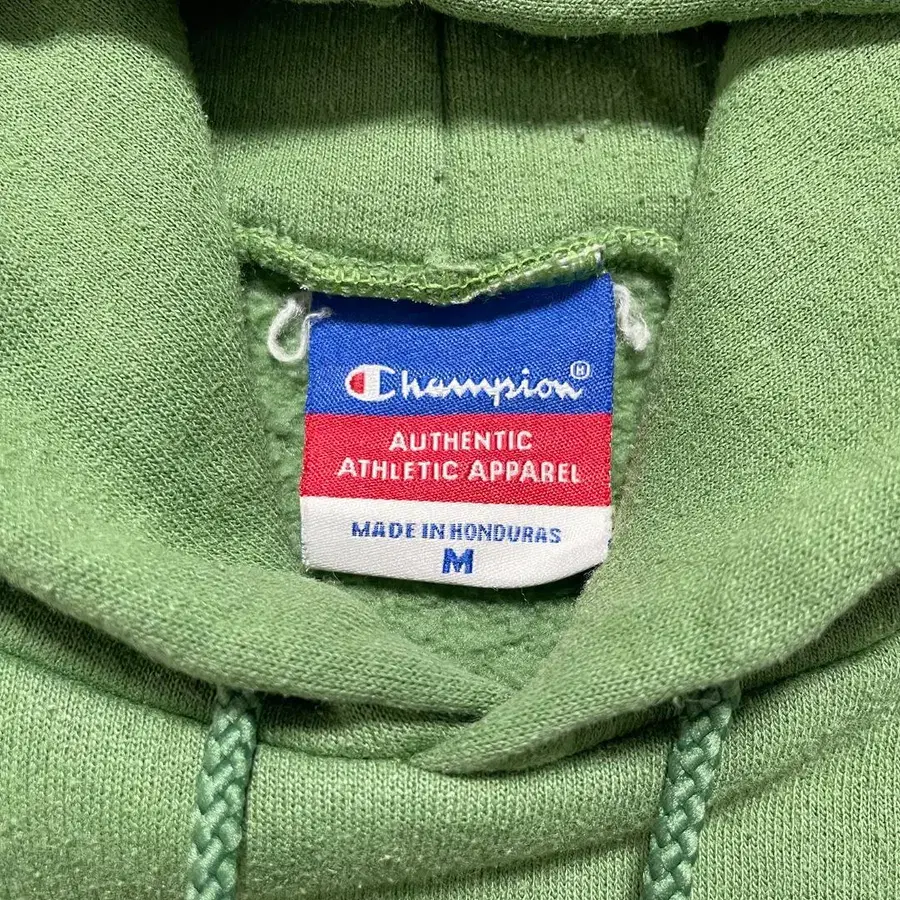 Champion®
AUTHENTIC
ATHLETIC APPAREL
MADE IN HONDURAS
M